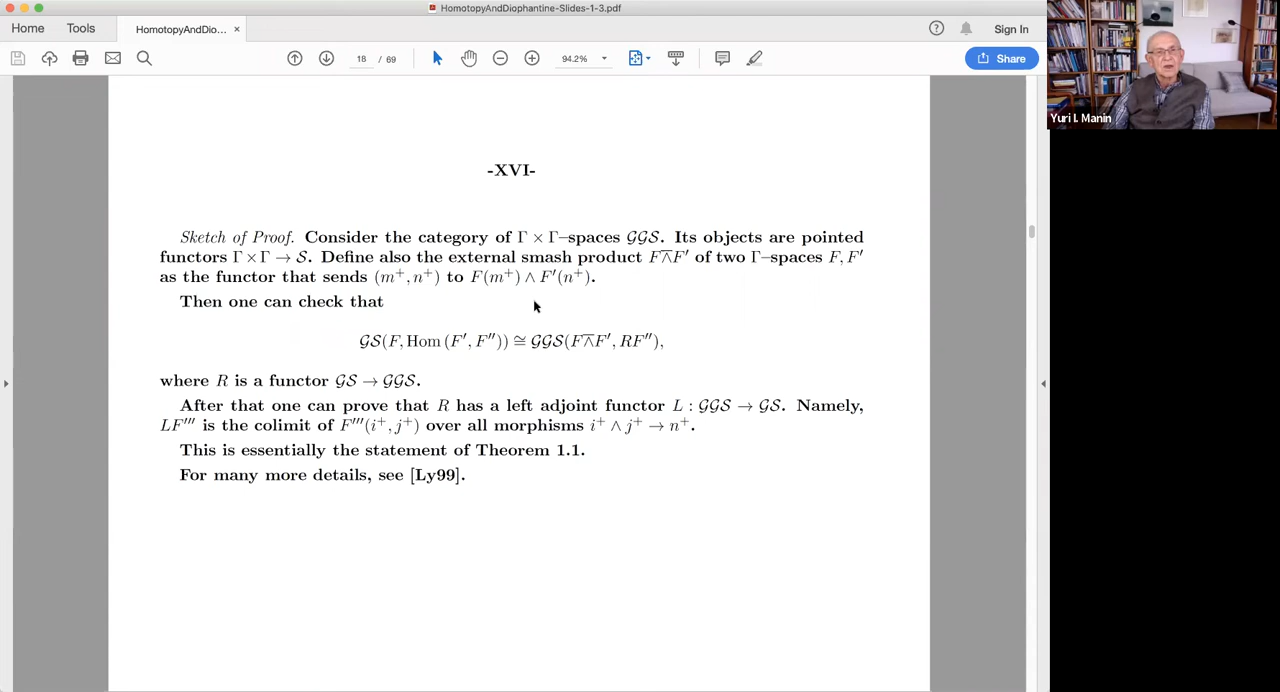 HomotopyAndDiophantine-Slides-1-3.pdf
Home Tools HomotopyAndDio... × Sign In
18 / 69 94.2% Share
Yuri I. Manin
-XVI-
Sketch of Proof. Consider the category of Γ × Γ–spaces 𝒢𝒢𝒮. Its objects are pointed
functors Γ × Γ → 𝒮. Define also the external smash product F⊼F′ of two Γ–spaces F, F′
as the functor that sends (m⁺, n⁺) to F(m⁺) ∧ F′(n⁺).
Then one can check that
𝒢𝒮(F, Hom (F′, F″)) ≅ 𝒢𝒢𝒮(F⊼F′, RF″),
where R is a functor 𝒢𝒮 → 𝒢𝒢𝒮.
After that one can prove that R has a left adjoint functor L : 𝒢𝒢𝒮 → 𝒢𝒮. Namely,
LF‴ is the colimit of F‴(i⁺, j⁺) over all morphisms i⁺ ∧ j⁺ → n⁺.
This is essentially the statement of Theorem 1.1.
For many more details, see [Ly99].